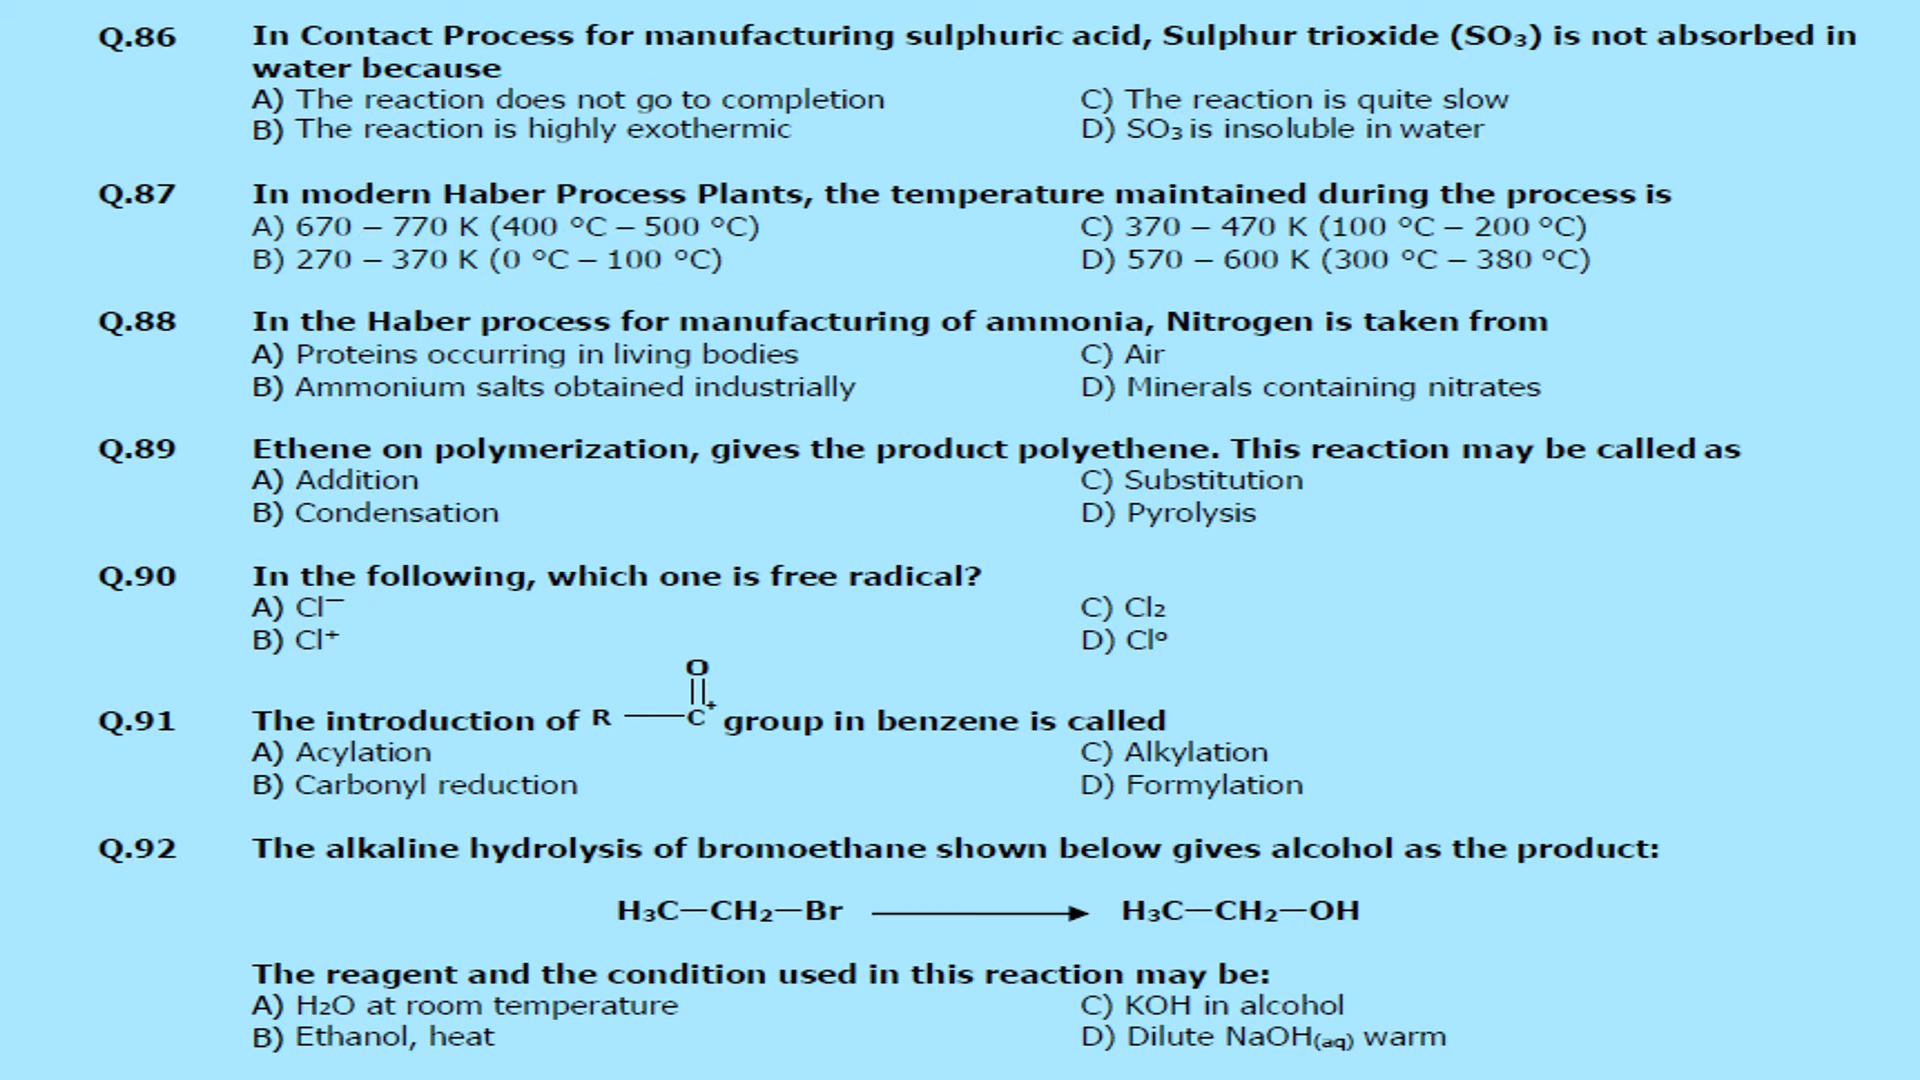 Q.86 In Contact Process for manufacturing sulphuric acid, Sulphur trioxide (SO₃) is not absorbed in
water because
A) The reaction does not go to completion C) The reaction is quite slow
B) The reaction is highly exothermic D) SO₃ is insoluble in water
Q.87 In modern Haber Process Plants, the temperature maintained during the process is
A) 670 – 770 K (400 °C – 500 °C) C) 370 – 470 K (100 °C – 200 °C)
B) 270 – 370 K (0 °C – 100 °C) D) 570 – 600 K (300 °C – 380 °C)
Q.88 In the Haber process for manufacturing of ammonia, Nitrogen is taken from
A) Proteins occurring in living bodies C) Air
B) Ammonium salts obtained industrially D) Minerals containing nitrates
Q.89 Ethene on polymerization, gives the product polyethene. This reaction may be called as
A) Addition C) Substitution
B) Condensation D) Pyrolysis
Q.90 In the following, which one is free radical?
A) Cl⁻ C) Cl₂
B) Cl⁺ D) Clº
O
Q.91 The introduction of R — C⁺ group in benzene is called
A) Acylation C) Alkylation
B) Carbonyl reduction D) Formylation
Q.92 The alkaline hydrolysis of bromoethane shown below gives alcohol as the product:
H₃C—CH₂—Br ⟶ H₃C—CH₂—OH
The reagent and the condition used in this reaction may be:
A) H₂O at room temperature C) KOH in alcohol
B) Ethanol, heat D) Dilute NaOH₍aq₎ warm